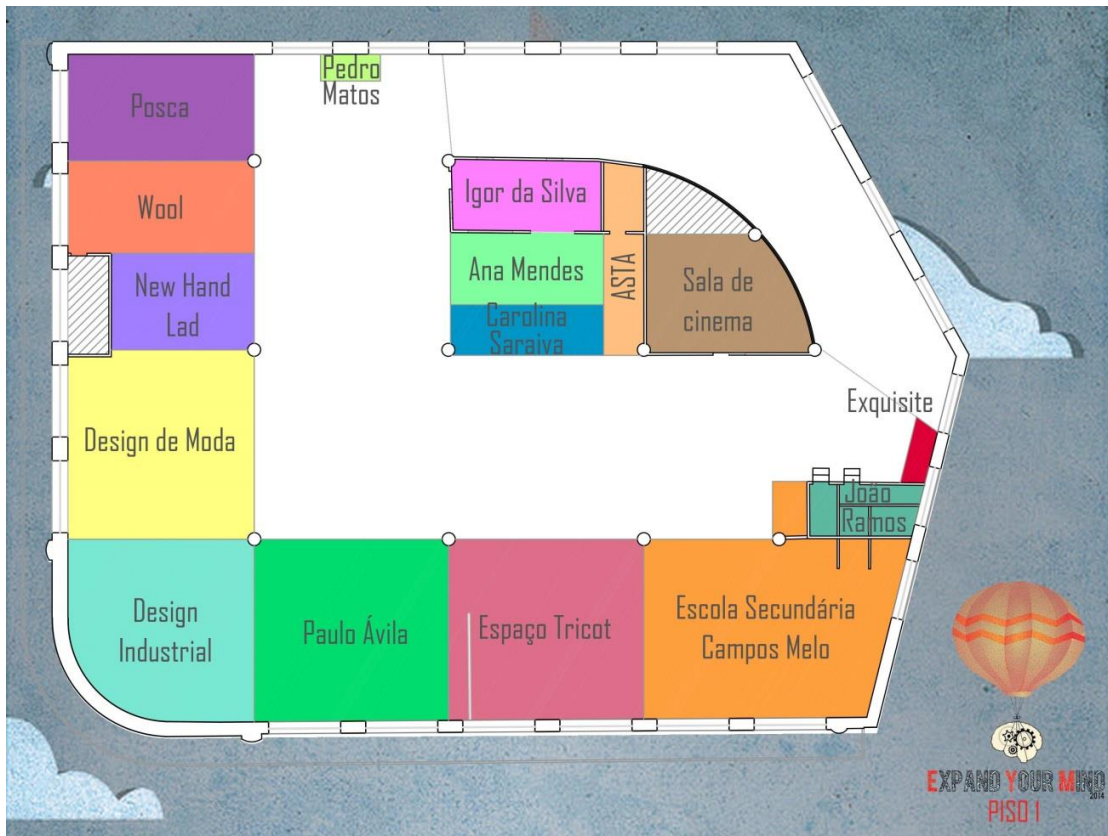 Pedro
Matos
Posca
Wool
New Hand
Lad
Igor da Silva
Ana Mendes
Carolina
Saraiva
ASTA
Sala de
cinema
Design de Moda
Exquisite
João
Ramos
Design
Industrial
Paulo Ávila
Espaço Tricot
Escola Secundária
Campos Melo
EXPAND YOUR MIND
2014
PISO 1